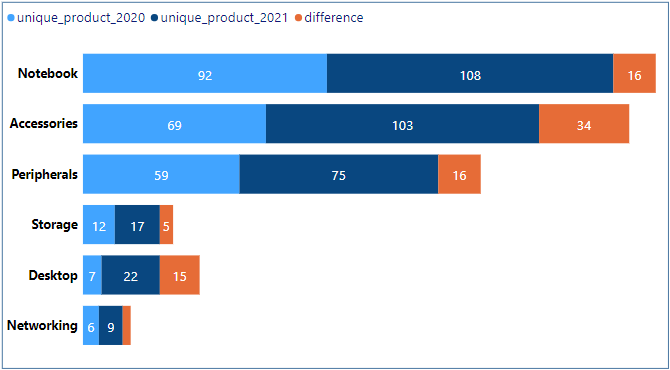 unique_product_2020 unique_product_2021 difference
Notebook 92 108 16
Accessories 69 103 34
Peripherals 59 75 16
Storage 12 17 5
Desktop 7 22 15
Networking 6 9